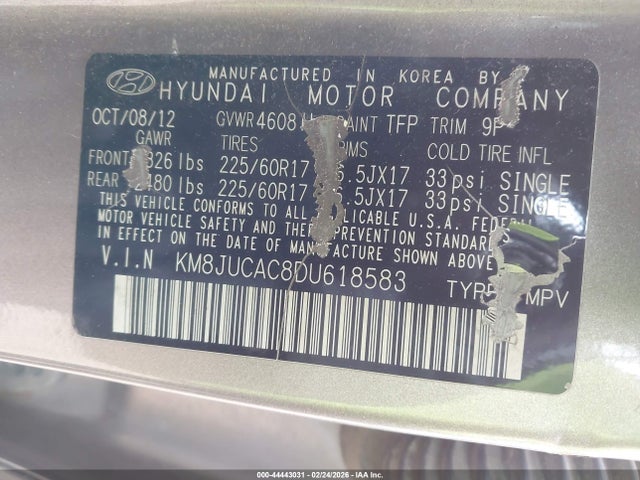 MANUFACTURED IN KOREA BY
HYUNDAI MOTOR COMPANY
OCT/08/12 GVWR 4608 PAINT TFP TRIM 9P
GAWR TIRES RIMS COLD TIRE INFL
FRONT 326 lbs 225/60R17 6.5JX17 33psi SINGLE
REAR 480 lbs 225/60R17 6.5JX17 33psi SINGLE
THIS VEHICLE CONFORMS TO ALL APPLICABLE U.S.A. FEDERAL
MOTOR VEHICLE SAFETY AND THEFT PREVENTION STANDARDS
IN EFFECT ON THE DATE OF MANUFACTURE SHOWN ABOVE.
V.I.N KM8JUCAC8DU618583 TYPE MPV
000-44443031 - 02/24/2026 - IAA Inc.